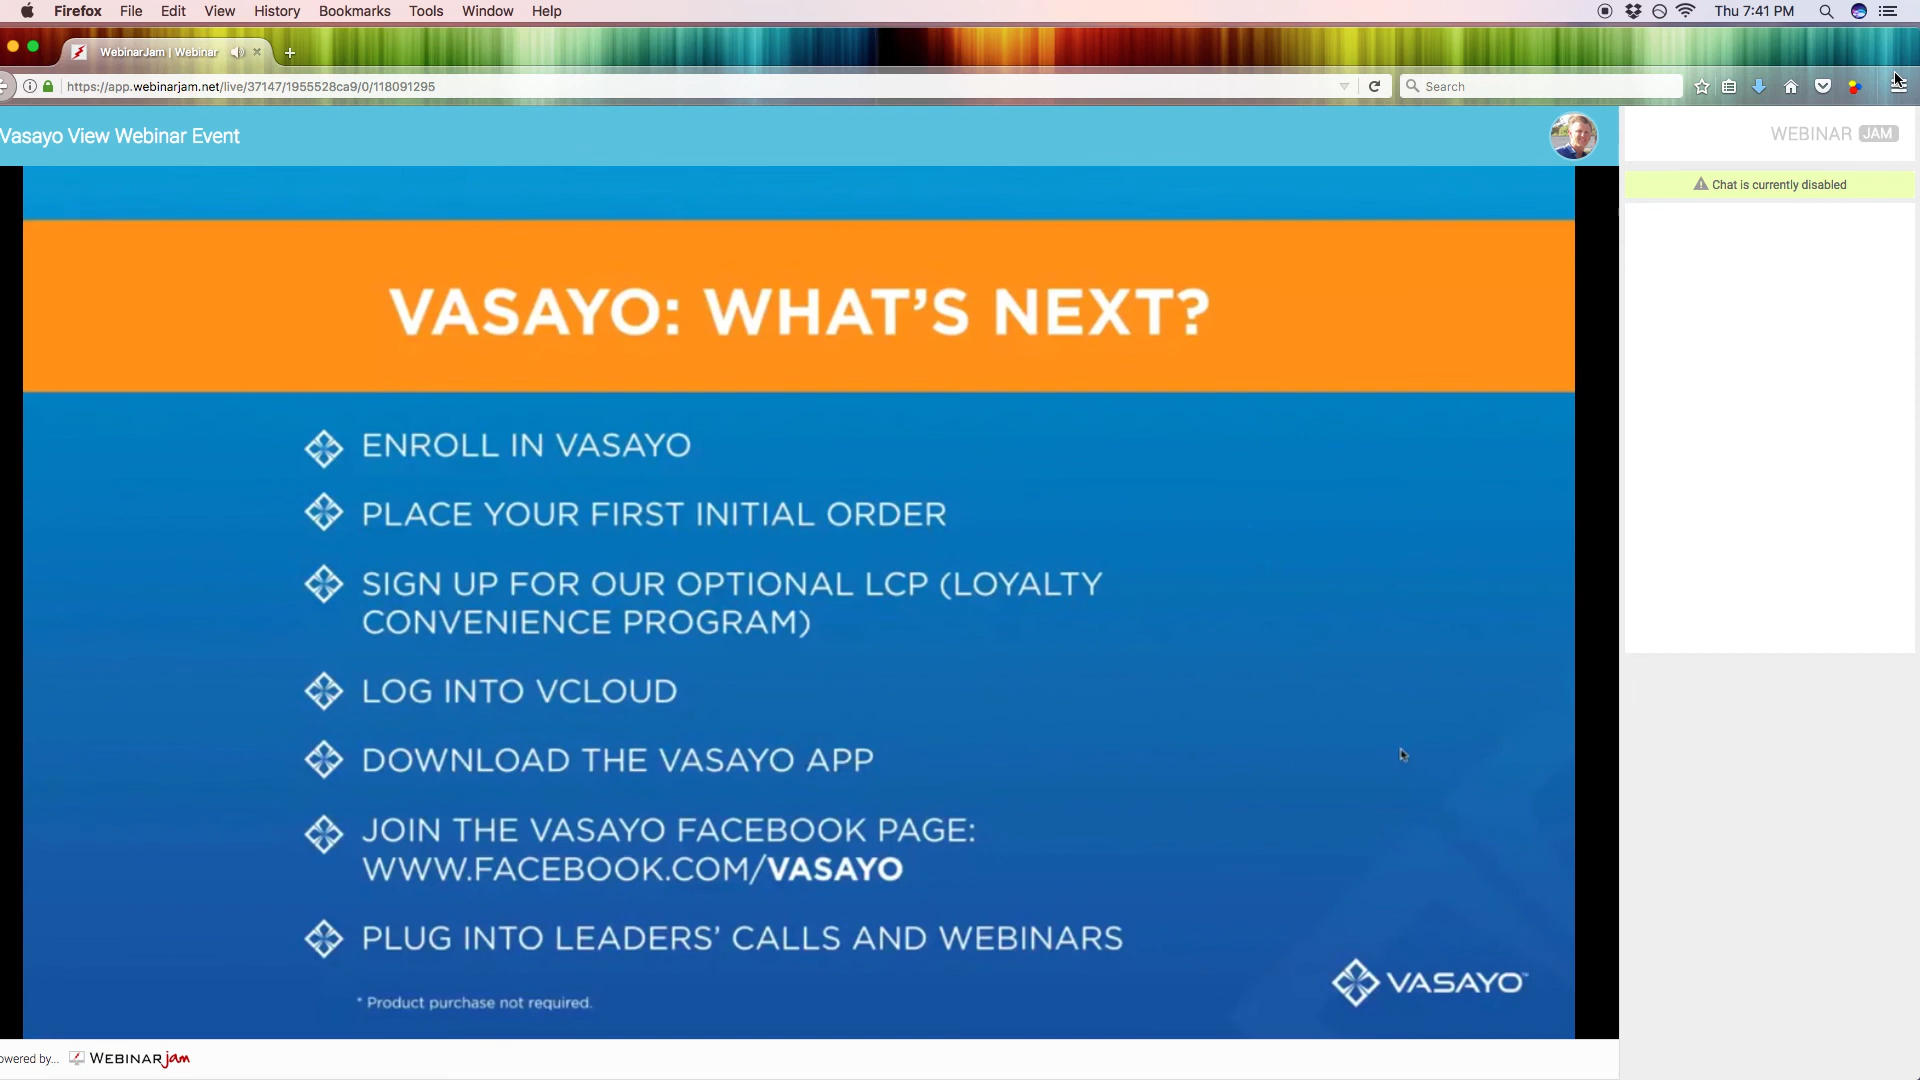 Firefox File Edit View History Bookmarks Tools Window Help Thu 7:41 PM
WebinarJam | Webinar
https://app.webinarjam.net/live/37147/1955528ca9/0/118091295 Search
Vasayo View Webinar Event
WEBINAR JAM
Chat is currently disabled
VASAYO: WHAT'S NEXT?
ENROLL IN VASAYO
PLACE YOUR FIRST INITIAL ORDER
SIGN UP FOR OUR OPTIONAL LCP (LOYALTY
CONVENIENCE PROGRAM)
LOG INTO VCLOUD
DOWNLOAD THE VASAYO APP
JOIN THE VASAYO FACEBOOK PAGE:
WWW.FACEBOOK.COM/VASAYO
PLUG INTO LEADERS' CALLS AND WEBINARS
* Product purchase not required.
VASAYO™
owered by... WEBINARjam